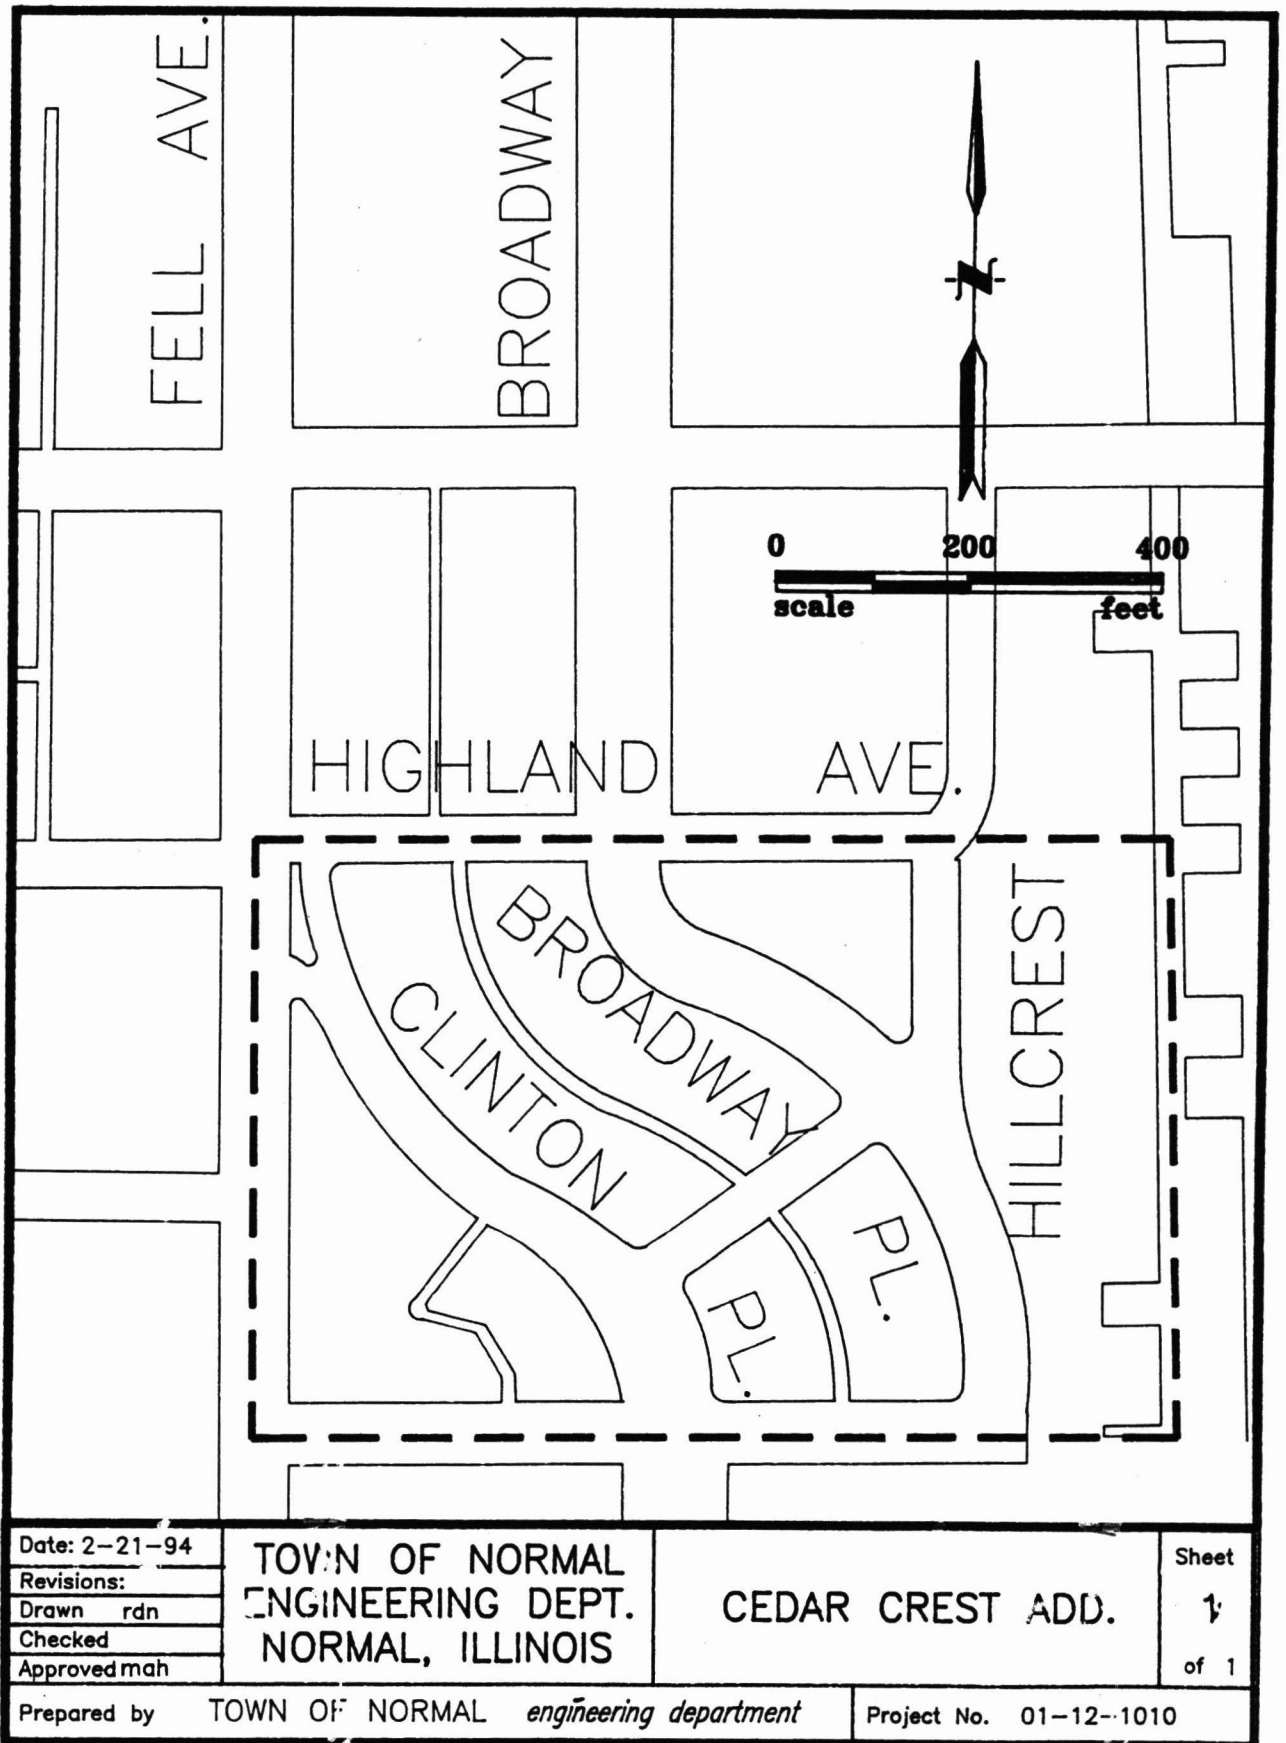 FELL AVE.
BROADWAY
N
0 200 400
scale feet
HIGHLAND AVE.
BROADWAY PL.
CLINTON PL.
HILLCREST
Date: 2-21-94
Revisions:
Drawn rdn
Checked
Approved mah
TOWN OF NORMAL
ENGINEERING DEPT.
NORMAL, ILLINOIS
CEDAR CREST ADD.
Sheet
1
of 1
Prepared by TOWN OF NORMAL engineering department
Project No. 01-12-1010